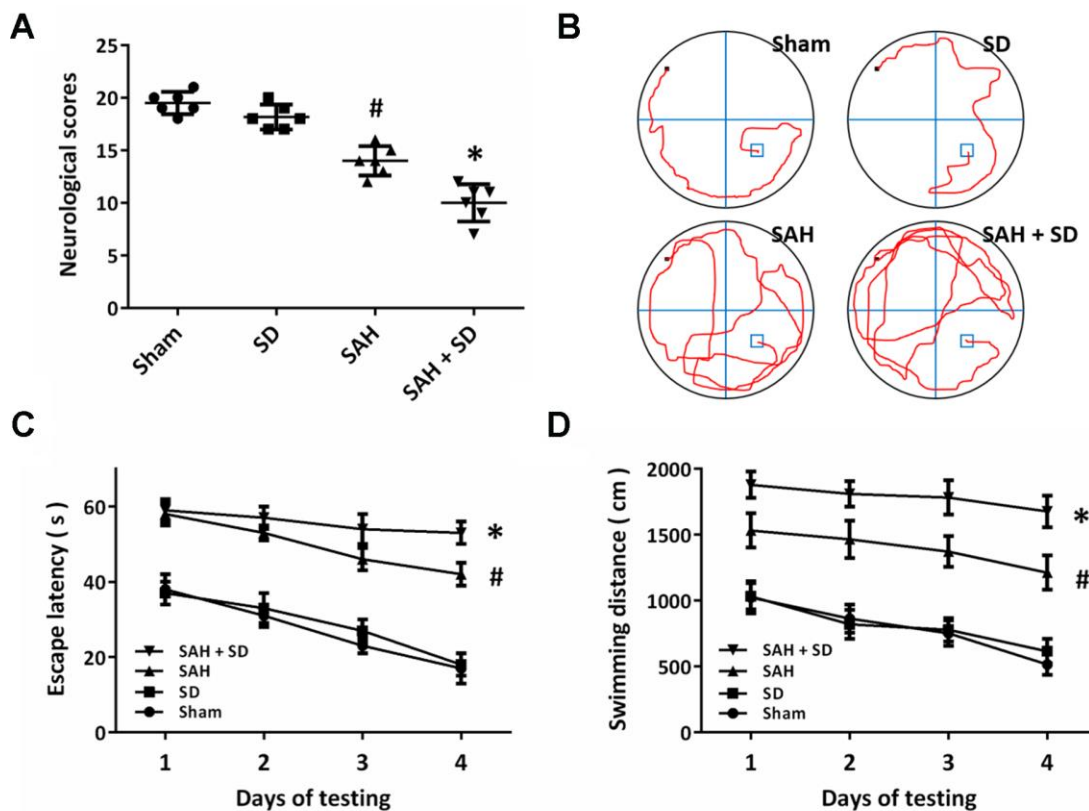 A
Neurological scores
25
20
15
10
5
0
#
*
Sham
SD
SAH
SAH + SD
B
Sham
SD
SAH
SAH + SD
C
Escape latency ( s )
60
40
20
0
*
#
SAH + SD
SAH
SD
Sham
1 2 3 4
Days of testing
D
Swimming distance ( cm )
2000
1500
1000
500
0
*
#
SAH + SD
SAH
SD
Sham
1 2 3 4
Days of testing